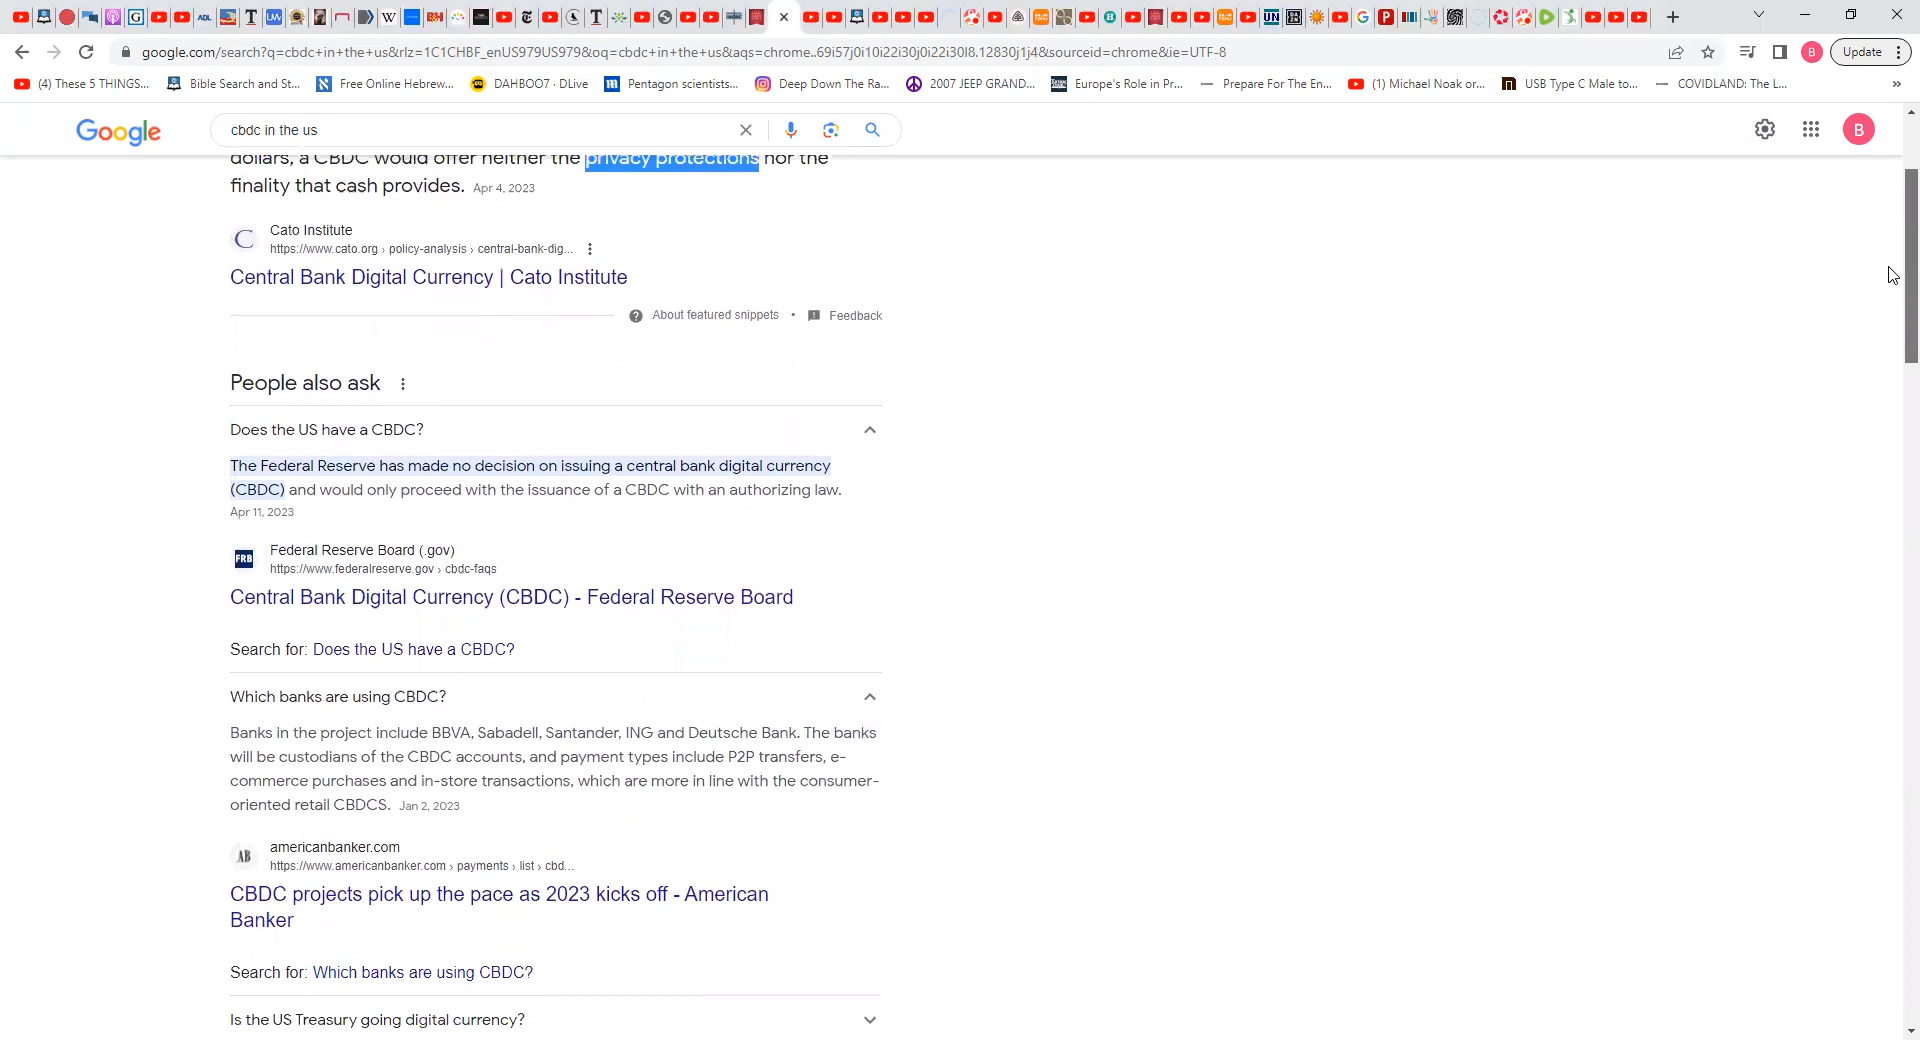 google.com/search?q=cbdc+in+the+us&rlz=1C1CHBF_enUS979US979&oq=cbdc+in+the+us&aqs=chrome..69i57j0i10i22i30j0i22i30l8.12830j1j4&sourceid=chrome&ie=UTF-8
B Update
(4) These 5 THINGS... Bible Search and St... Free Online Hebrew... DAHBOO7 · DLive Pentagon scientists... Deep Down The Ra... 2007 JEEP GRAND... Europe's Role in Pr... Prepare For The En... (1) Michael Noak or... USB Type C Male to... COVIDLAND: The L... »
Google cbdc in the us B
dollars, a CBDC would offer neither the privacy protections nor the
finality that cash provides. Apr 4, 2023
Cato Institute
https://www.cato.org › policy-analysis › central-bank-dig...
Central Bank Digital Currency | Cato Institute
About featured snippets • Feedback
People also ask
Does the US have a CBDC?
The Federal Reserve has made no decision on issuing a central bank digital currency
(CBDC) and would only proceed with the issuance of a CBDC with an authorizing law.
Apr 11, 2023
FRB Federal Reserve Board (.gov)
https://www.federalreserve.gov › cbdc-faqs
Central Bank Digital Currency (CBDC) - Federal Reserve Board
Search for: Does the US have a CBDC?
Which banks are using CBDC?
Banks in the project include BBVA, Sabadell, Santander, ING and Deutsche Bank. The banks
will be custodians of the CBDC accounts, and payment types include P2P transfers, e-
commerce purchases and in-store transactions, which are more in line with the consumer-
oriented retail CBDCS. Jan 2, 2023
AB americanbanker.com
https://www.americanbanker.com › payments › list › cbd...
CBDC projects pick up the pace as 2023 kicks off - American
Banker
Search for: Which banks are using CBDC?
Is the US Treasury going digital currency?